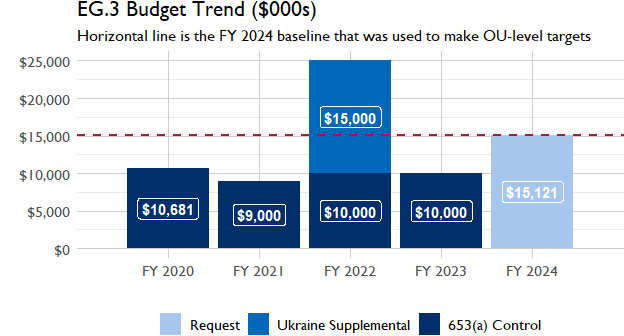 EG.3 Budget Trend ($000s)
Horizontal line is the FY 2024 baseline that was used to make OU-level targets
$25,000
$20,000
$15,000
$10,000
$5,000
$0
$10,681
$9,000
$15,000
$10,000
$10,000
$15,121
FY 2020
FY 2021
FY 2022
FY 2023
FY 2024
Request
Ukraine Supplemental
653(a) Control